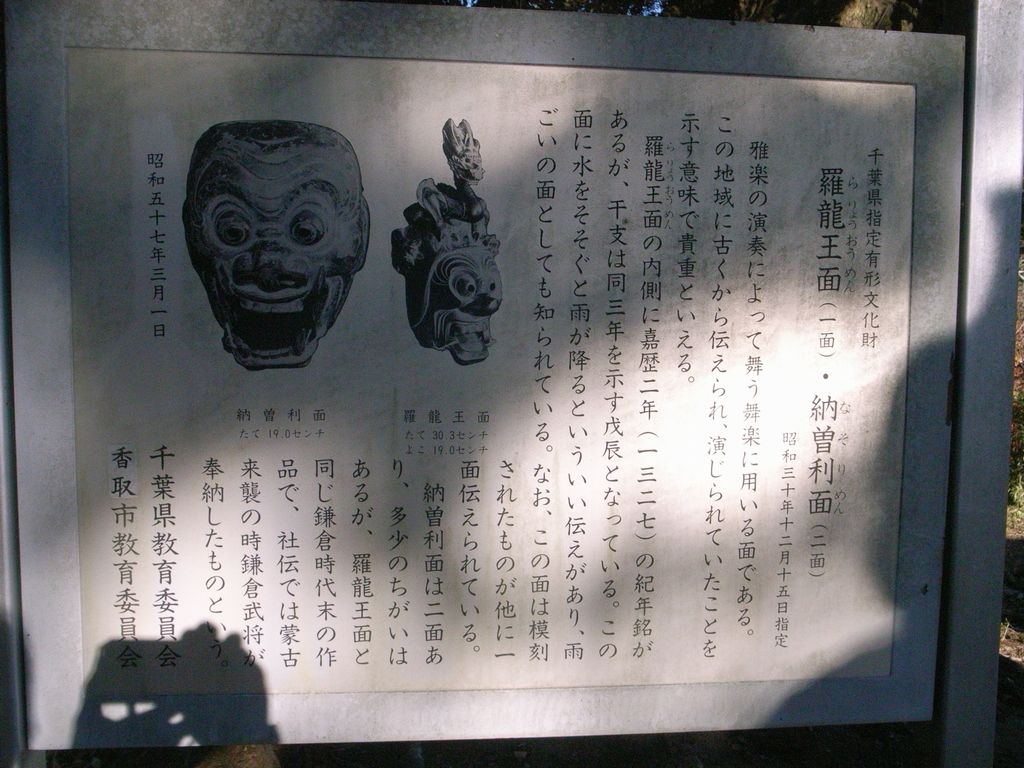 千葉県指定有形文化財
羅龍王面（一面）・納曽利面（二面）
らりょうおうめん
なそりめん
昭和三十年十二月十五日指定
雅楽の演奏によって舞う舞楽に用いる面である。
この地域に古くから伝えられ、演じられていたことを
示す意味で貴重といえる。
羅龍王面の内側に嘉歴二年（一三二七）の紀年銘が
らりょおうめん
あるが、干支は同三年を示す戊辰となっている。この
面に水をそそぐと雨が降るといういい伝えがあり、雨
ごいの面としても知られている。なお、この面は模刻
されたものが他に一
面伝えられている。
納曽利面は二面あ
り、多少のちがいは
あるが、羅龍王面と
同じ鎌倉時代末の作
品で、社伝では蒙古
来襲の時鎌倉武将が
奉納したものという。
羅龍王面
たて 30.3センチ
よこ 19.0センチ
納曽利面
たて 19.0センチ
昭和五十七年三月一日
千葉県教育委員会
香取市教育委員会